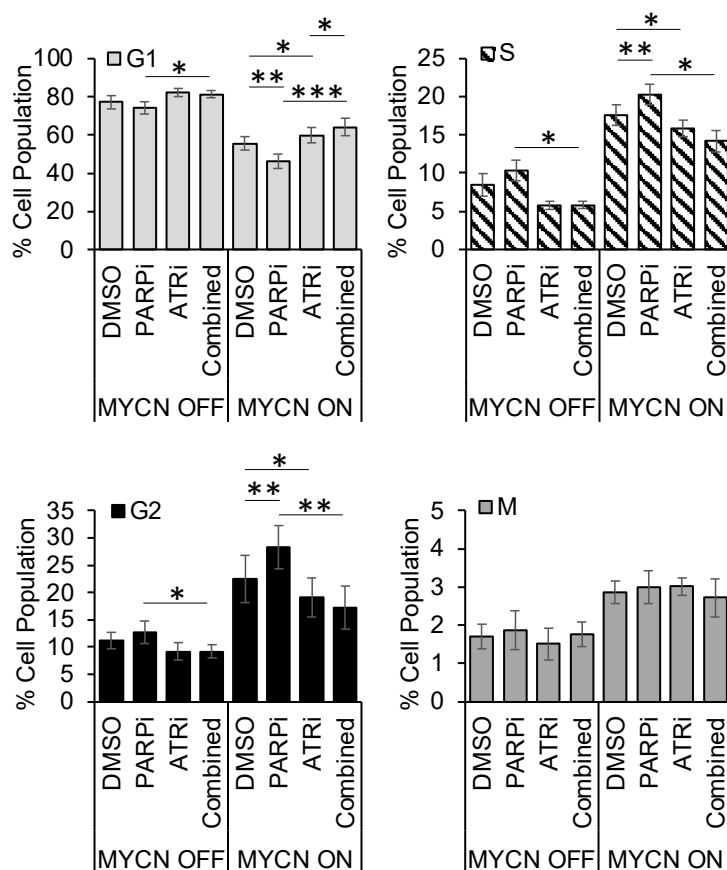 G1
% Cell Population
100
80
60
40
20
0
*
*
**
***
*
DMSO
PARPi
ATRi
Combined
DMSO
PARPi
ATRi
Combined
MYCN OFF
MYCN ON
S
% Cell Population
25
20
15
10
5
0
*
*
**
*
DMSO
PARPi
ATRi
Combined
DMSO
PARPi
ATRi
Combined
MYCN OFF
MYCN ON
G2
% Cell Population
35
30
25
20
15
10
5
0
*
*
**
**
DMSO
PARPi
ATRi
Combined
DMSO
PARPi
ATRi
Combined
MYCN OFF
MYCN ON
M
% Cell Population
5
4
3
2
1
0
DMSO
PARPi
ATRi
Combined
DMSO
PARPi
ATRi
Combined
MYCN OFF
MYCN ON